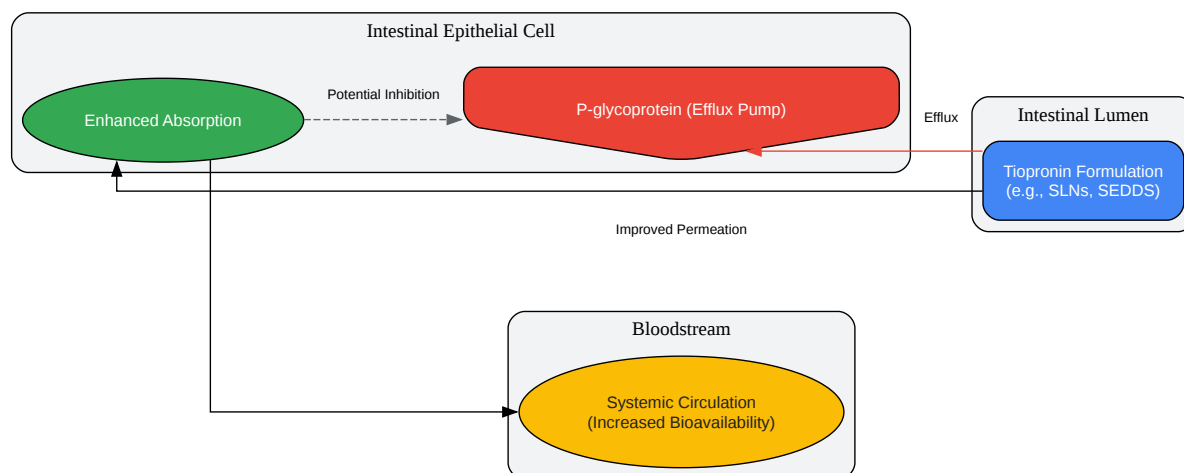 Intestinal Epithelial Cell
Enhanced Absorption
Potential Inhibition
P-glycoprotein (Efflux Pump)
Efflux
Intestinal Lumen
Tiopronin Formulation
(e.g., SLNs, SEDDS)
Improved Permeation
Bloodstream
Systemic Circulation
(Increased Bioavailability)